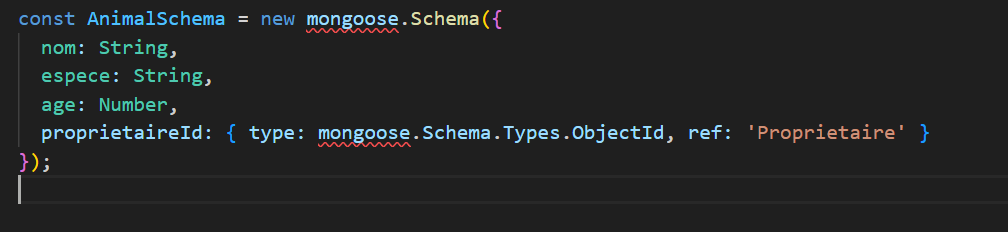 const AnimalSchema = new mongoose.Schema({
  nom: String,
  espece: String,
  age: Number,
  proprietaireId: { type: mongoose.Schema.Types.ObjectId, ref: 'Proprietaire' }
});